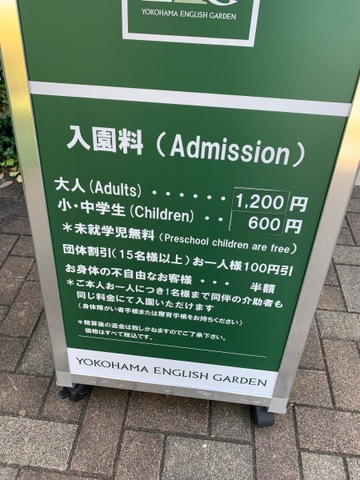 YOKOHAMA ENGLISH GARDEN
入園料（Admission）
大人(Adults)・・・・・・1,200円
小・中学生(Children)・・600円
＊未就学児無料（Preschool children are free）
団体割引（15名様以上）お一人様100円引
お身体の不自由なお客様・・・半額
＊ご本人お一人につき1名様まで同伴の介助者も
同じ料金にて入園いただけます
（身体障がい者手帳または療育手帳をお持ちください）
＊精算後の返金は致しかねますのでご了承下さい。
価格はすべて税込です。
YOKOHAMA ENGLISH GARDEN